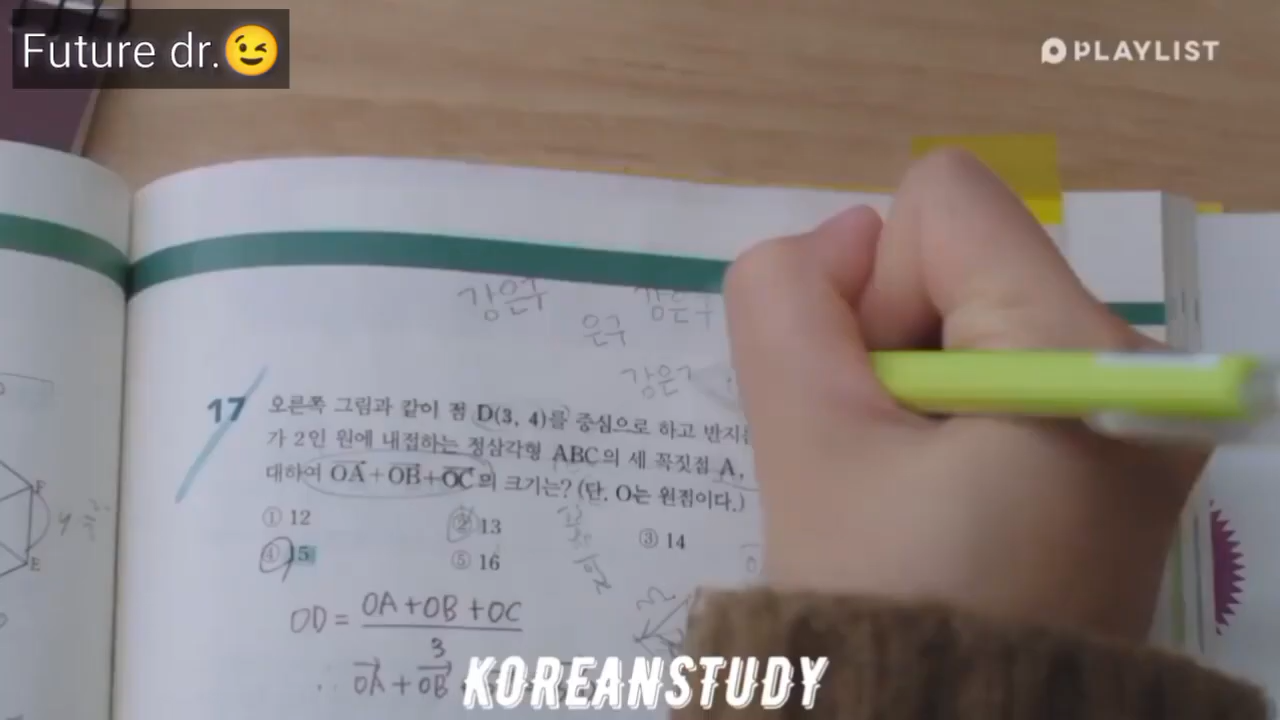 Future dr.😉
PLAYLIST
강은구
강은구
은구
강은
17 오른쪽 그림과 같이 점 D(3, 4)를 중심으로 하고 반지름
가 2인 원에 내접하는 정삼각형 ABC의 세 꼭짓점 A,
대하여 OA+OB+OC의 크기는? (단, O는 원점이다.)
① 12 ② 13 ③ 14
④ 15 ⑤ 16
F
E
OD = OA+OB+OC
3
∴ OA+OB
KOREANSTUDY